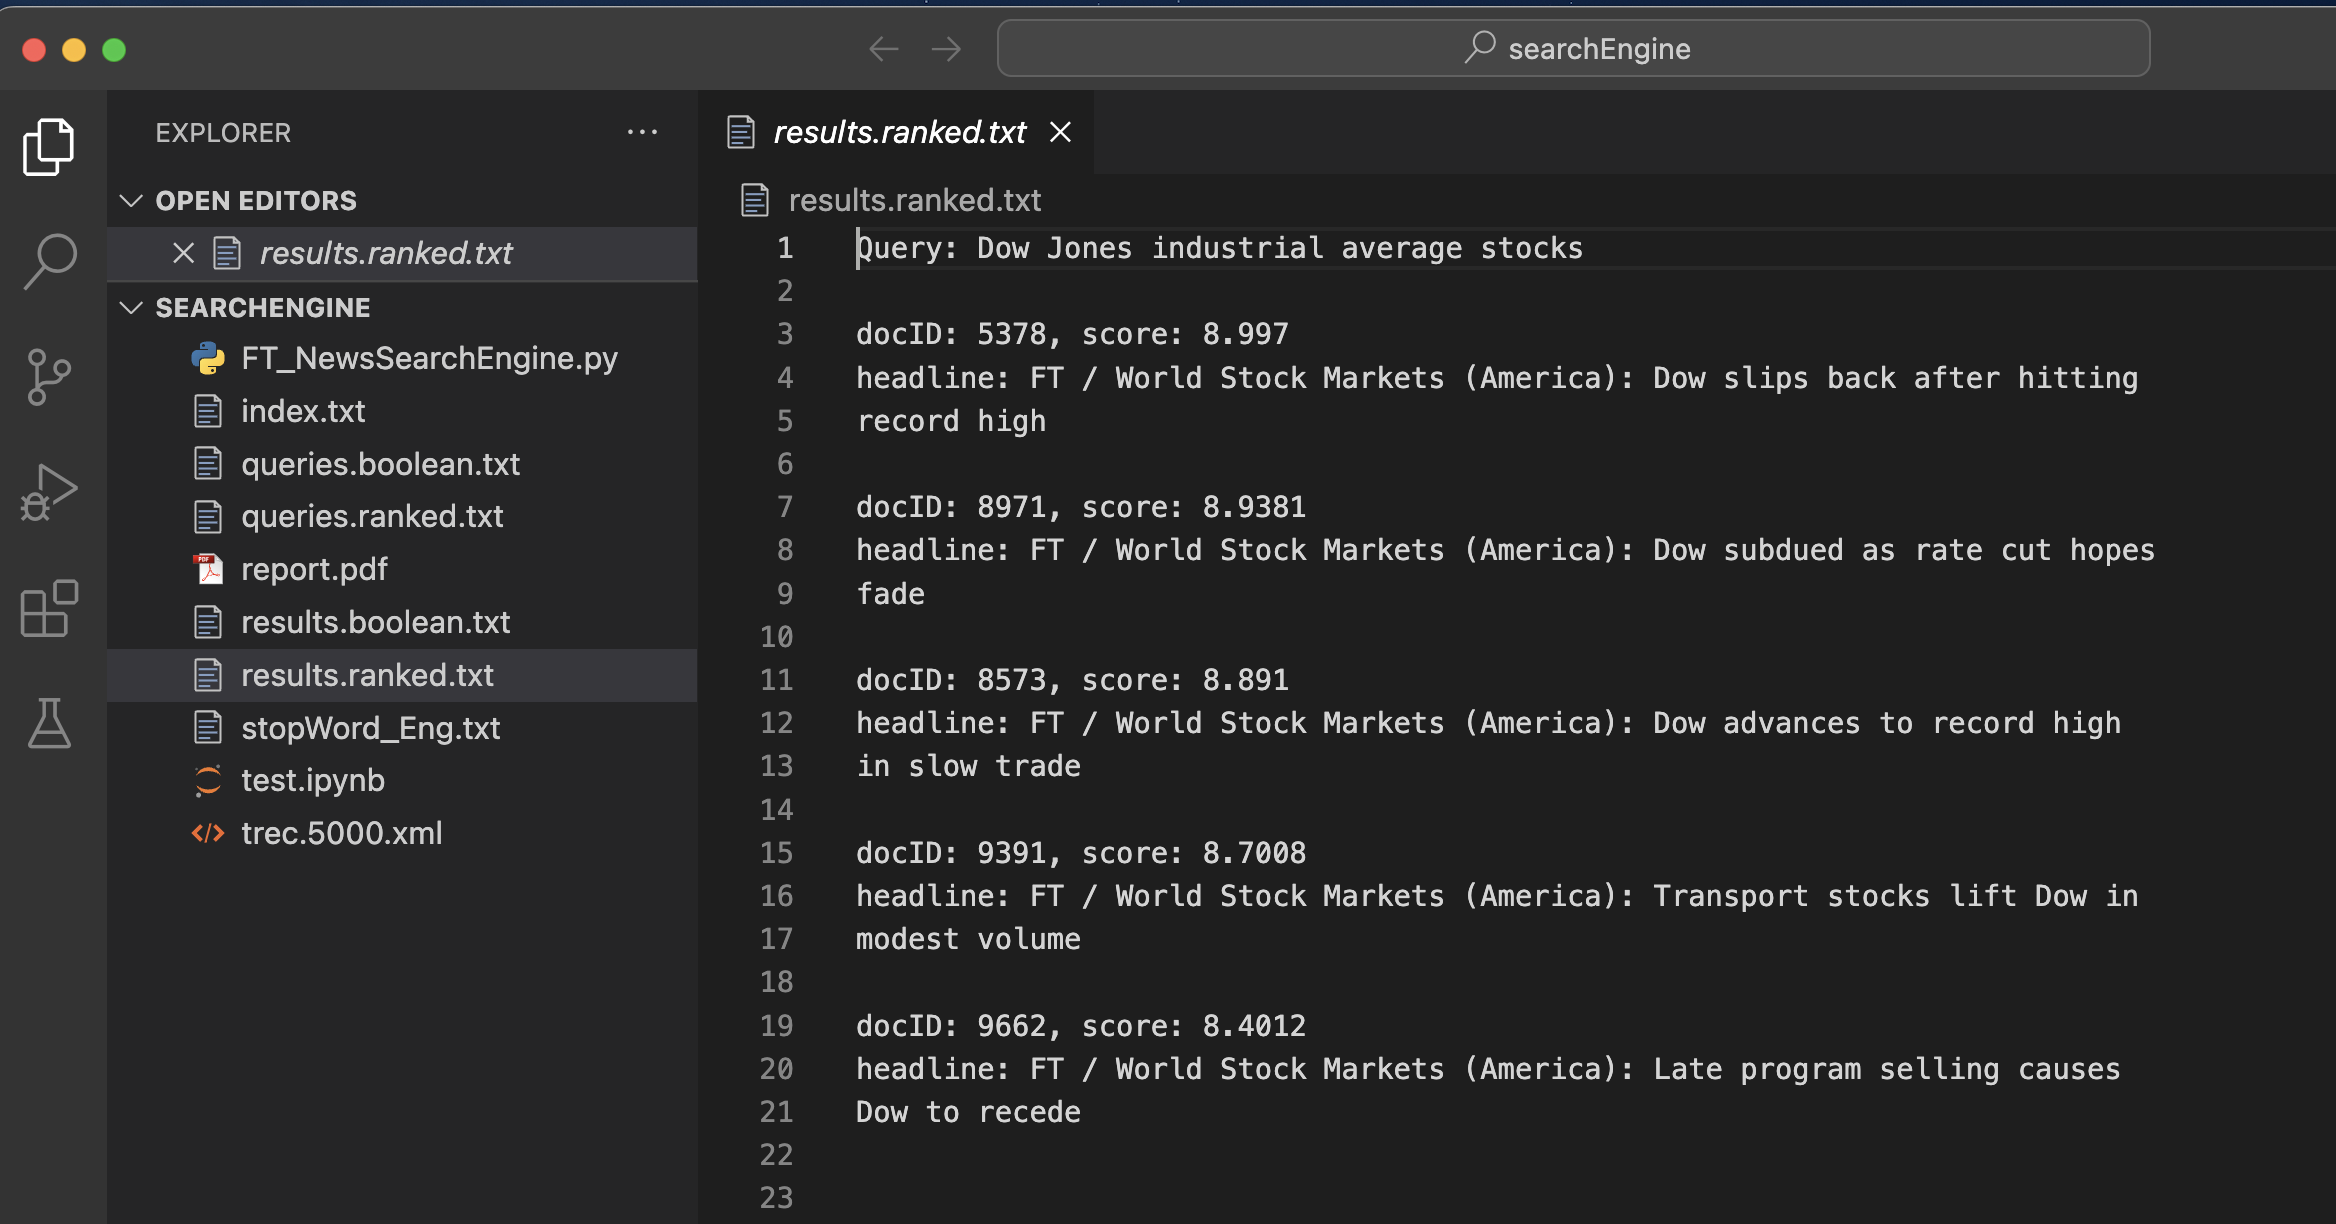 searchEngine
EXPLORER
OPEN EDITORS
results.ranked.txt
SEARCHENGINE
FT_NewsSearchEngine.py
index.txt
queries.boolean.txt
queries.ranked.txt
report.pdf
results.boolean.txt
results.ranked.txt
stopWord_Eng.txt
test.ipynb
trec.5000.xml
results.ranked.txt
results.ranked.txt
1 Query: Dow Jones industrial average stocks
2
3 docID: 5378, score: 8.997
4 headline: FT / World Stock Markets (America): Dow slips back after hitting
5 record high
6
7 docID: 8971, score: 8.9381
8 headline: FT / World Stock Markets (America): Dow subdued as rate cut hopes
9 fade
10
11 docID: 8573, score: 8.891
12 headline: FT / World Stock Markets (America): Dow advances to record high
13 in slow trade
14
15 docID: 9391, score: 8.7008
16 headline: FT / World Stock Markets (America): Transport stocks lift Dow in
17 modest volume
18
19 docID: 9662, score: 8.4012
20 headline: FT / World Stock Markets (America): Late program selling causes
21 Dow to recede
22
23